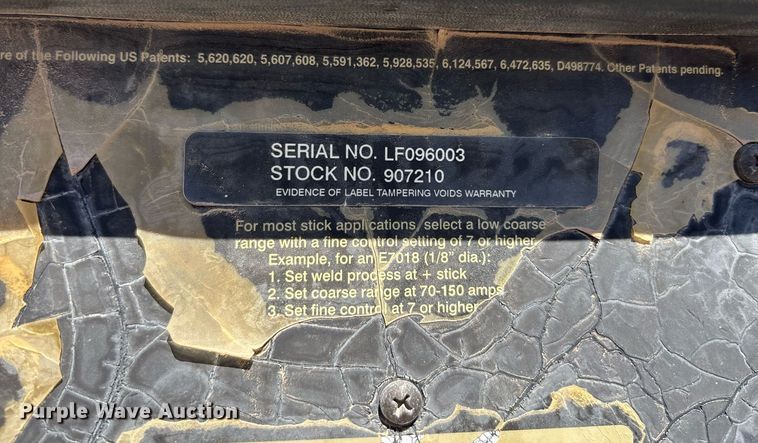 re of the Following US Patents: 5,620,620, 5,607,608, 5,591,362, 5,928,535, 6,124,567, 6,472,635, D498774. Other Patents pending.
SERIAL NO. LF096003
STOCK NO. 907210
EVIDENCE OF LABEL TAMPERING VOIDS WARRANTY
For most stick applications, select a low coarse
range with a fine control setting of 7 or higher.
Example, for an E7018 (1/8" dia.):
1. Set weld process at + stick
2. Set coarse range at 70-150 amps
3. Set fine control at 7 or higher
Purple Wave Auction